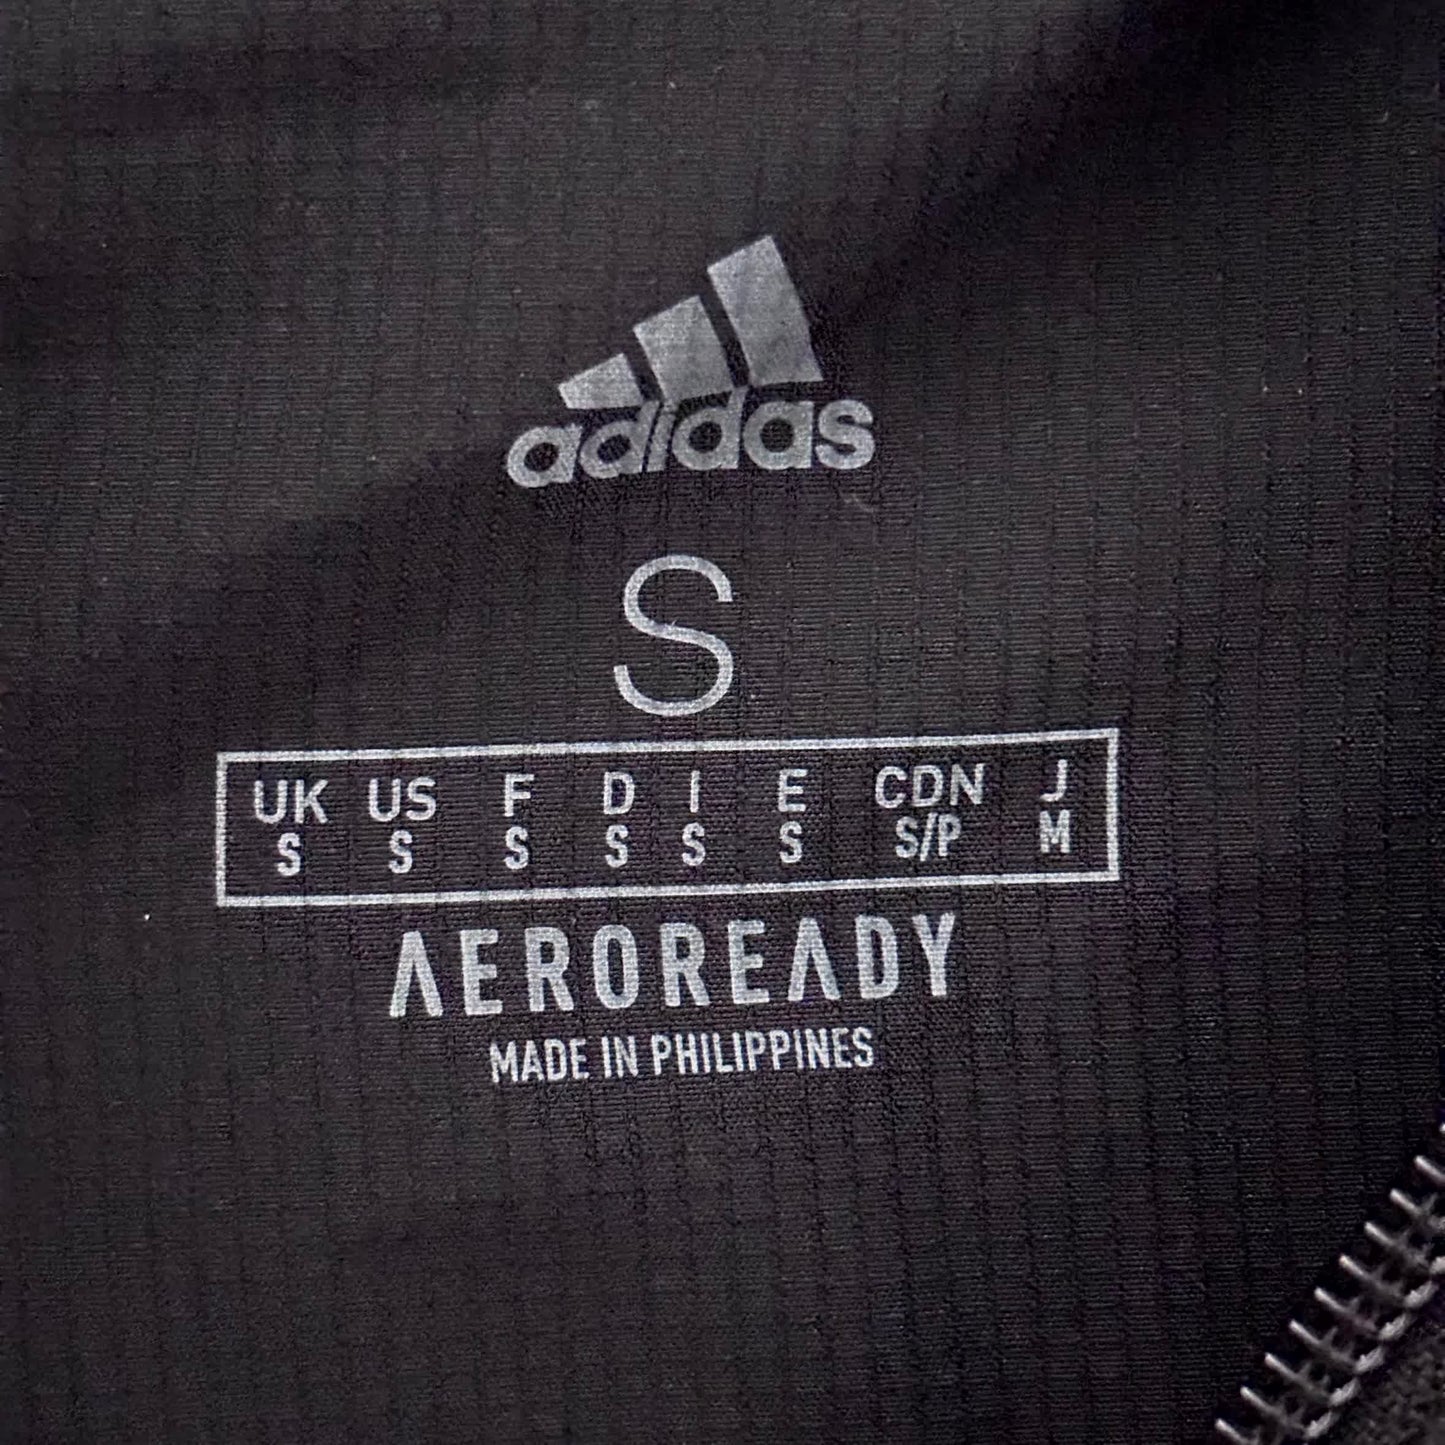 adidas
S
UK US F D I E CDN J
S S S S S S S/P M
AEROREADY
MADE IN PHILIPPINES